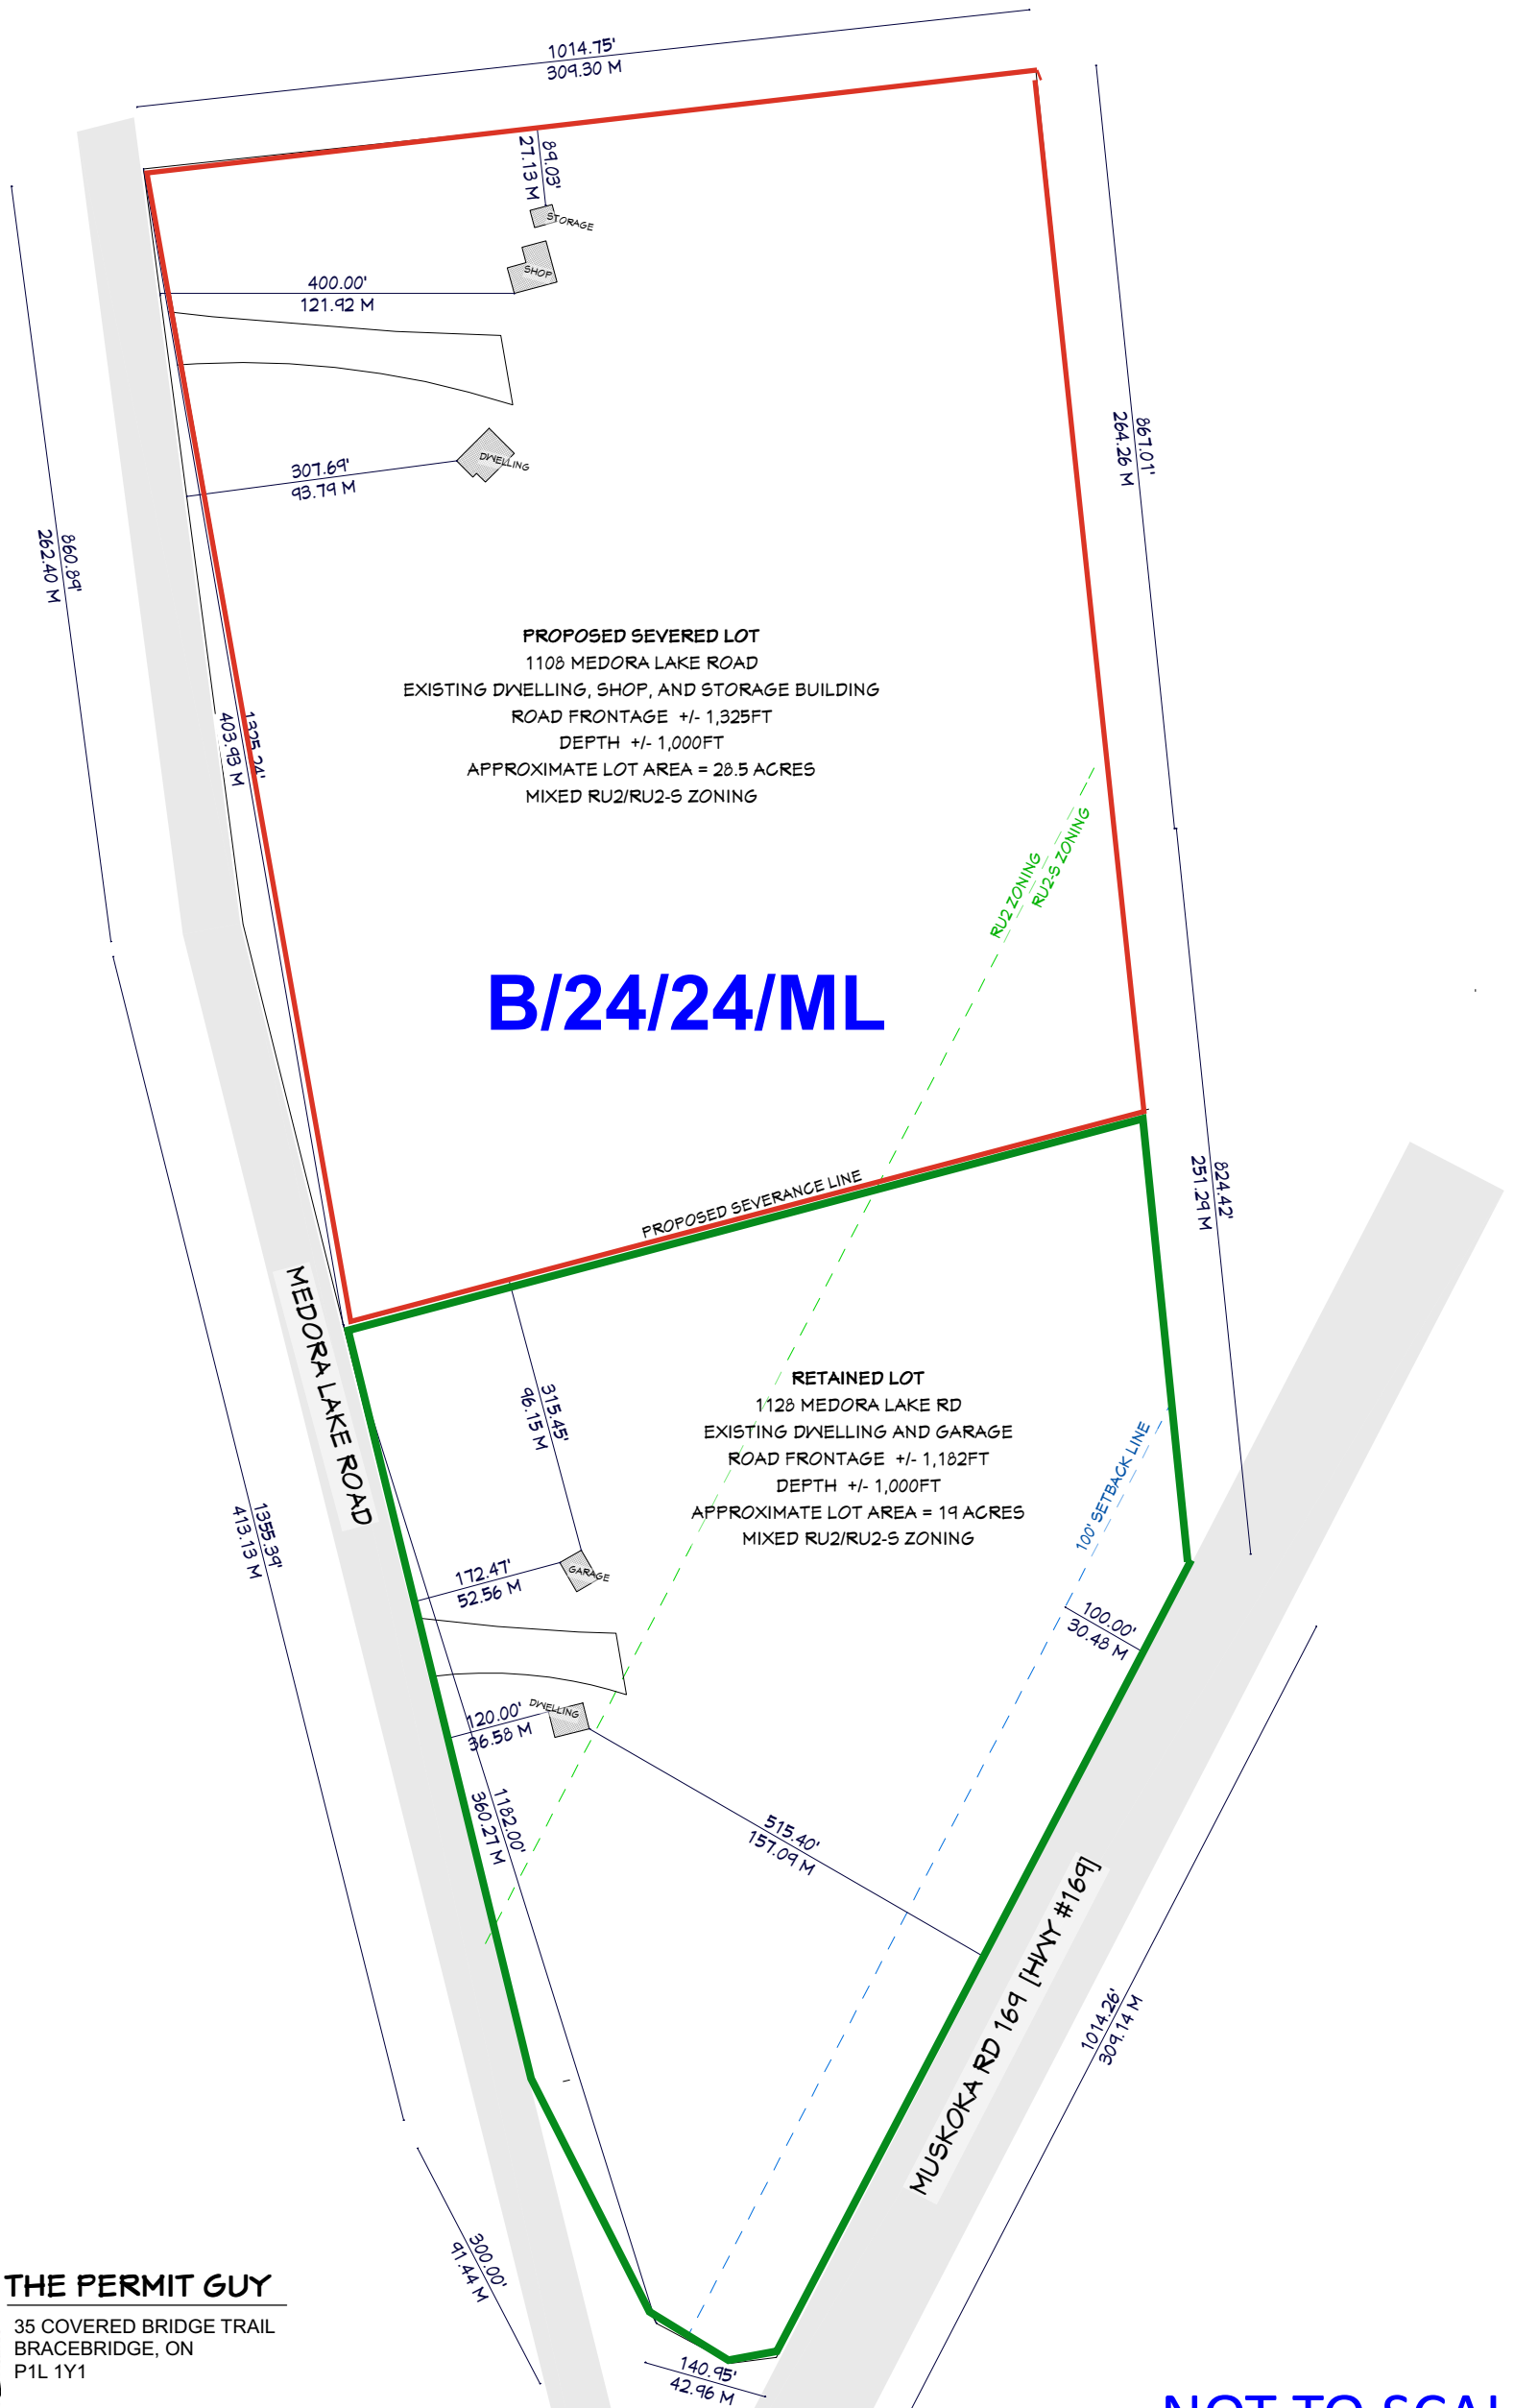 1014.75'
309.30 M
89.03'
27.13 M
STORAGE
SHOP
400.00'
121.92 M
DWELLING
307.69'
93.79 M
867.01'
264.26 M
860.89'
262.40 M
PROPOSED SEVERED LOT
1108 MEDORA LAKE ROAD
EXISTING DWELLING, SHOP, AND STORAGE BUILDING
ROAD FRONTAGE +/- 1,325FT
DEPTH +/- 1,000FT
APPROXIMATE LOT AREA = 28.5 ACRES
MIXED RU2/RU2-S ZONING
1325.24'
403.93 M
RU2 ZONING
RU2-S ZONING
B/24/24/ML
PROPOSED SEVERANCE LINE
824.42'
251.29 M
MEDORA LAKE ROAD
RETAINED LOT
1128 MEDORA LAKE RD
EXISTING DWELLING AND GARAGE
ROAD FRONTAGE +/- 1,182FT
DEPTH +/- 1,000FT
APPROXIMATE LOT AREA = 19 ACRES
MIXED RU2/RU2-S ZONING
315.45'
96.15 M
100' SETBACK LINE
1355.39'
413.13 M
172.47'
52.56 M
GARAGE
100.00'
30.48 M
DWELLING
120.00'
36.58 M
1182.00'
360.27 M
515.40'
157.09 M
MUSKOKA RD 169 [HWY #169]
1014.26'
309.14 M
300.00'
91.44 M
THE PERMIT GUY
35 COVERED BRIDGE TRAIL
BRACEBRIDGE, ON
P1L 1Y1
140.95'
42.96 M
NOT TO